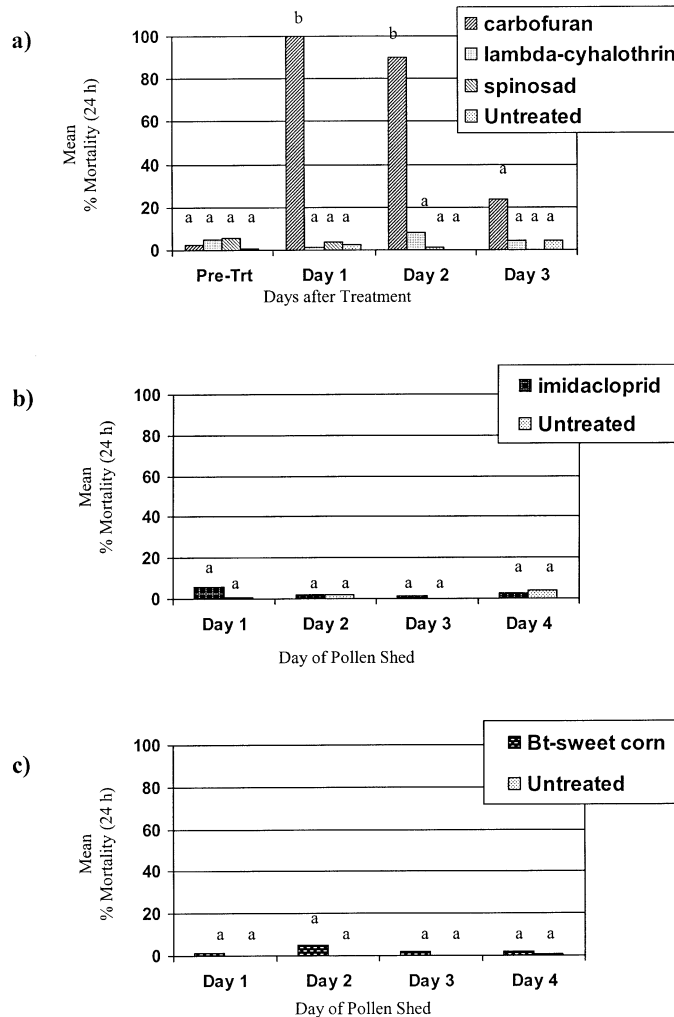 a)
Mean
% Mortality (24 h)
carbofuran
lambda-cyhalothrin
spinosad
Untreated
b
b
a
a
a a a a
a a a
a a
a a a
100
80
60
40
20
0
Pre-Trt Day 1 Day 2 Day 3
Days after Treatment
b)
Mean
% Mortality (24 h)
imidacloprid
Untreated
100
80
60
40
20
0
a a a a a a a a
Day 1 Day 2 Day 3 Day 4
Day of Pollen Shed
c)
Mean
% Mortality (24 h)
Bt-sweet corn
Untreated
100
80
60
40
20
0
a a a a a a a a
Day 1 Day 2 Day 3 Day 4
Day of Pollen Shed